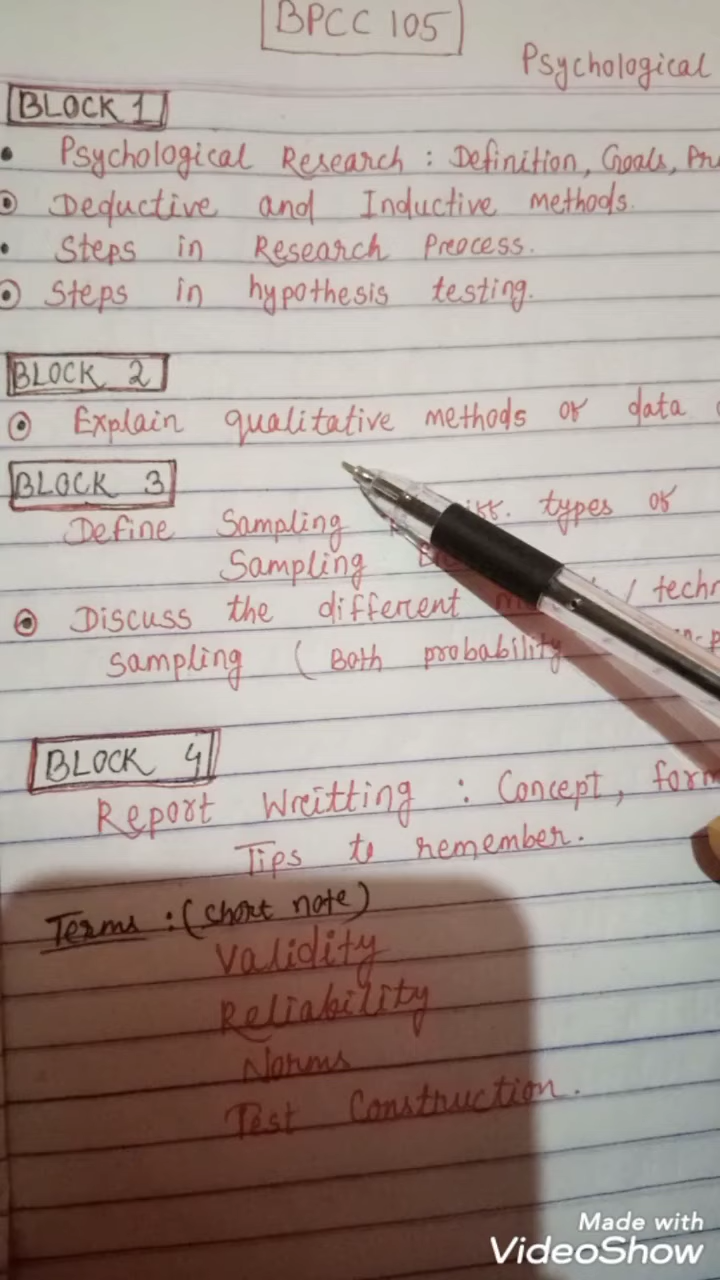 BPCC 105
Psychological
BLOCK 1
• Psychological Research : Definition, Goals,
⦿ Deductive and Inductive methods.
• Steps in Research Preocess.
⦿ Steps in hypothesis testing.
BLOCK 2
⦿ Explain qualitative methods of data
BLOCK 3
Define Sampling types of
Sampling
⦿ Discuss the different
Sampling ( Both probability
BLOCK 4
Report Wreitting : Concept,
Tips to remember.
Terms : (short note)
Validity
Reliability
Norms
Test Construction.
Made with
VideoShow